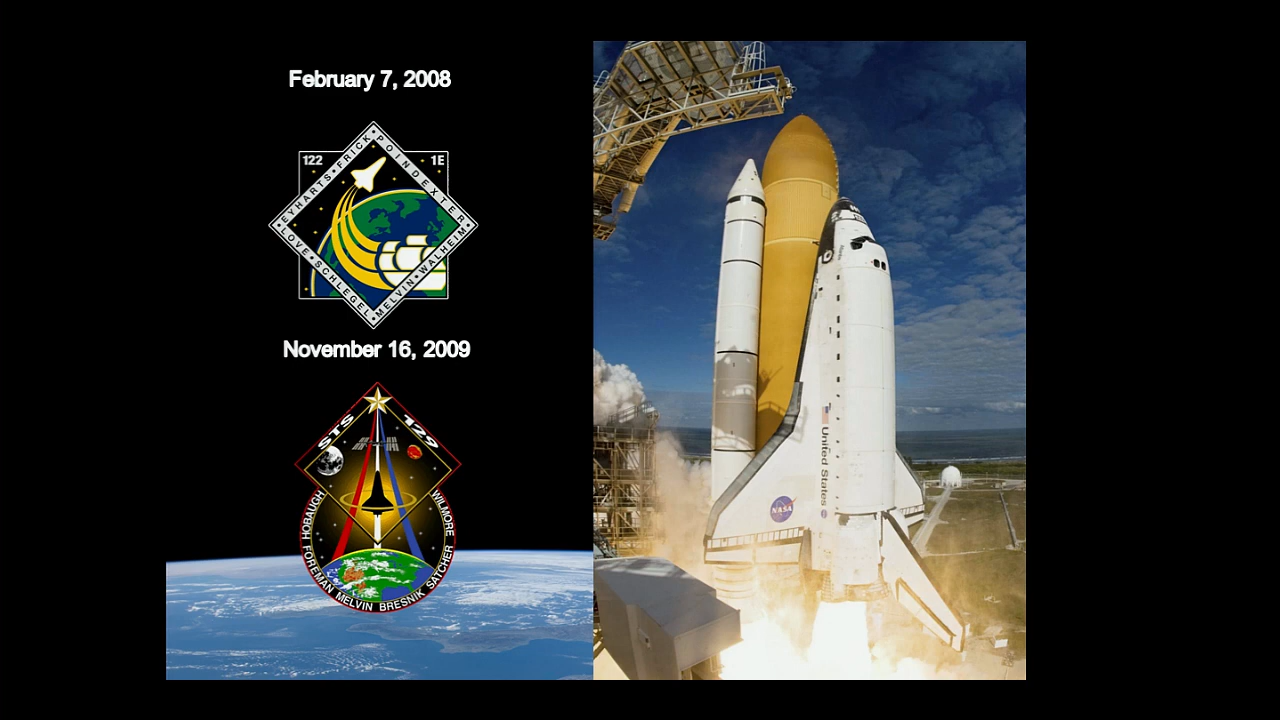 February 7, 2008
122 1E
EYHARTS • FRICK • POINDEXTER
LOVE • SCHLEGEL • MELVIN • WALHEIM
November 16, 2009
STS 129
HOBAUGH WILMORE
FOREMAN MELVIN BRESNIK SATCHER
United States
NASA